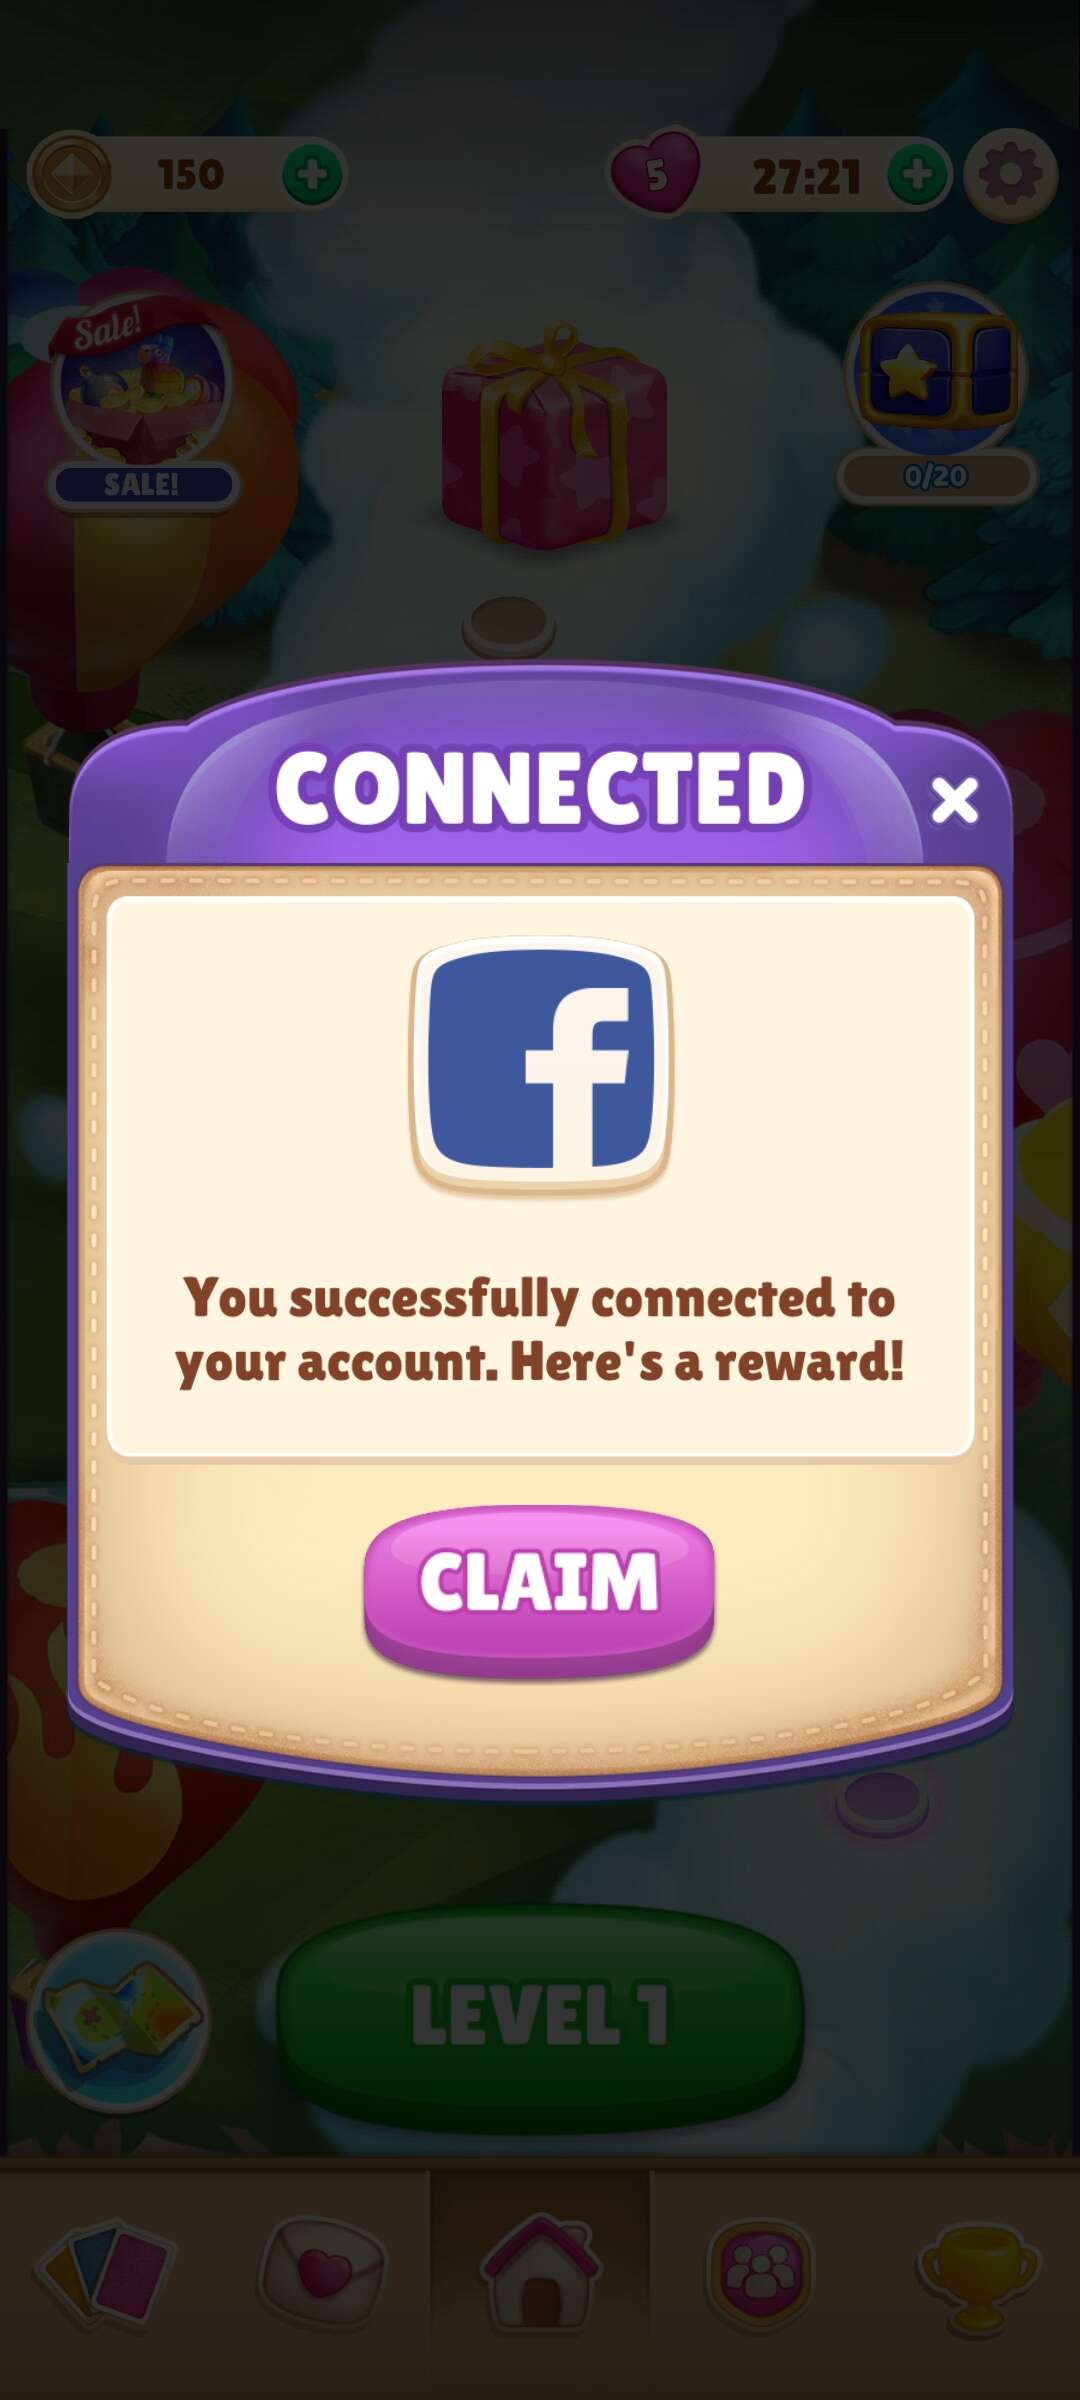 150
5
27:21
Sale!
SALE!
0/20
CONNECTED
f
You successfully connected to
your account. Here's a reward!
CLAIM
LEVEL 1